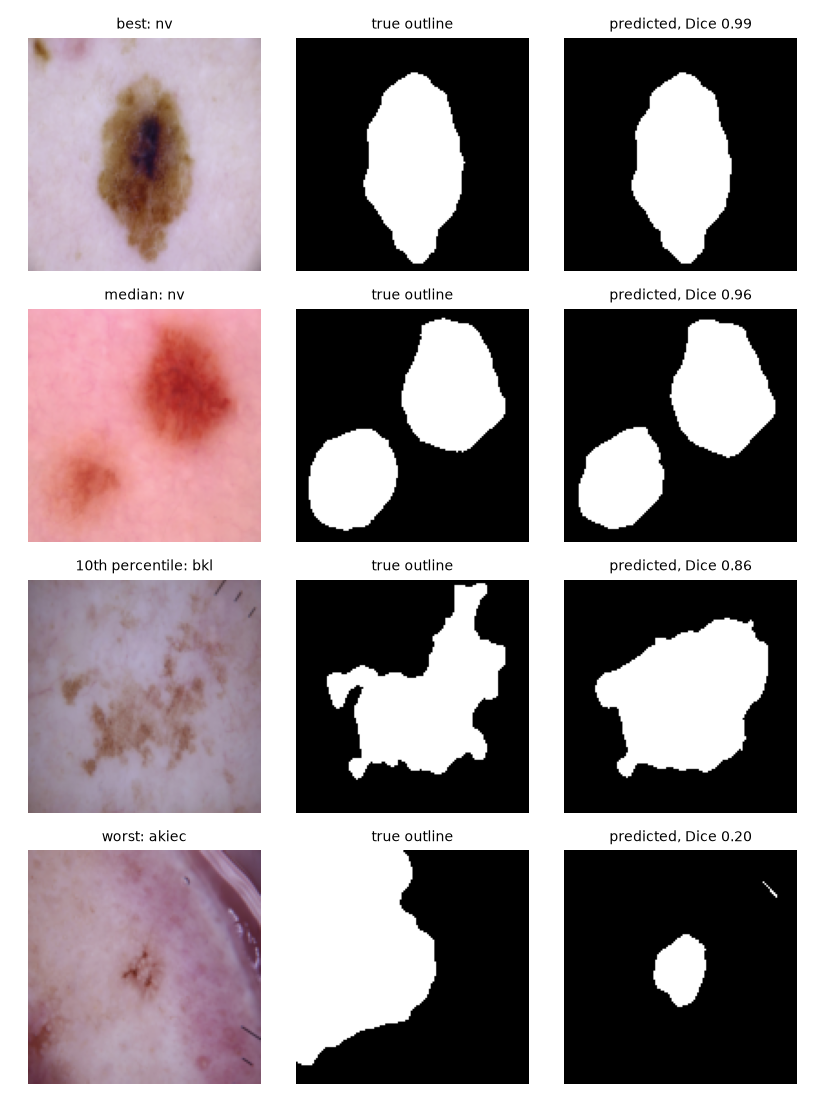 best: nv
true outline
predicted, Dice 0.99
median: nv
true outline
predicted, Dice 0.96
10th percentile: bkl
true outline
predicted, Dice 0.86
worst: akiec
true outline
predicted, Dice 0.20